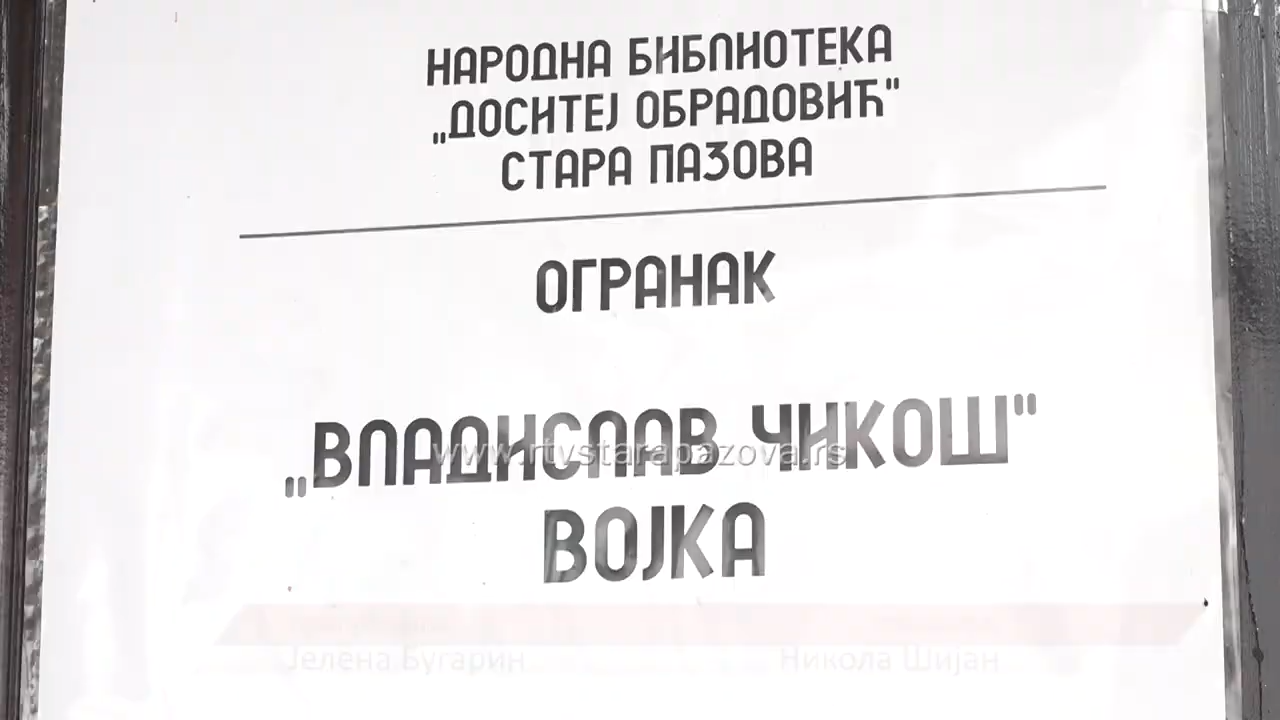 НАРОДНА БИБЛИОТЕКА
„ДОСИТЕЈ ОБРАДОВИЋ"
СТАРА ПАЗОВА
ОГРАНАК
„ВЛАДИСЛАВ ЧИКОШ"
www.rtvstarapazova.rs
ВОЈКА
Јелена Бугарин
Никола Шијан